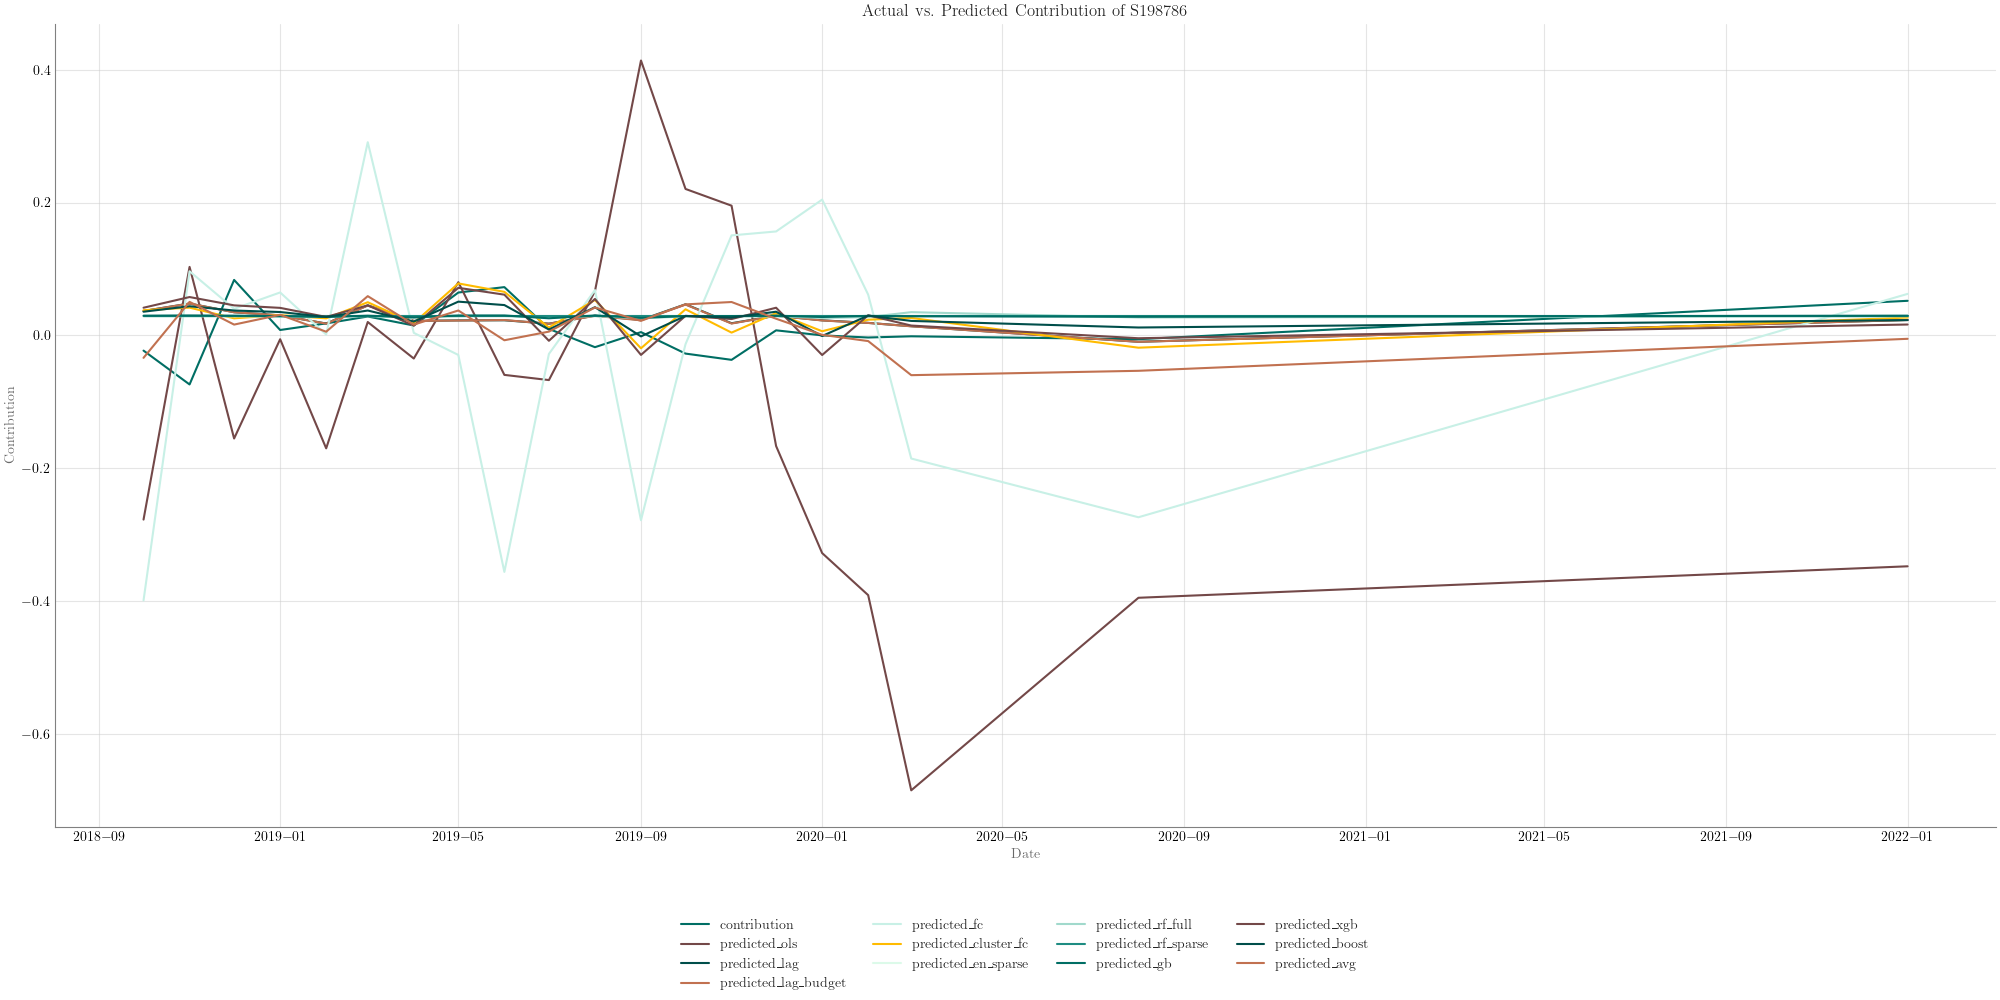 Actual vs. Predicted Contribution of S198786
0.4
0.2
0.0
−0.2
−0.4
−0.6
Contribution
2018−09 2019−01 2019−05 2019−09 2020−01 2020−05 2020−09 2021−01 2021−05 2021−09 2022−01
Date
contribution predicted_fc predicted_rf_full predicted_xgb
predicted_ols predicted_cluster_fc predicted_rf_sparse predicted_boost
predicted_lag predicted_en_sparse predicted_gb predicted_avg
predicted_lag_budget